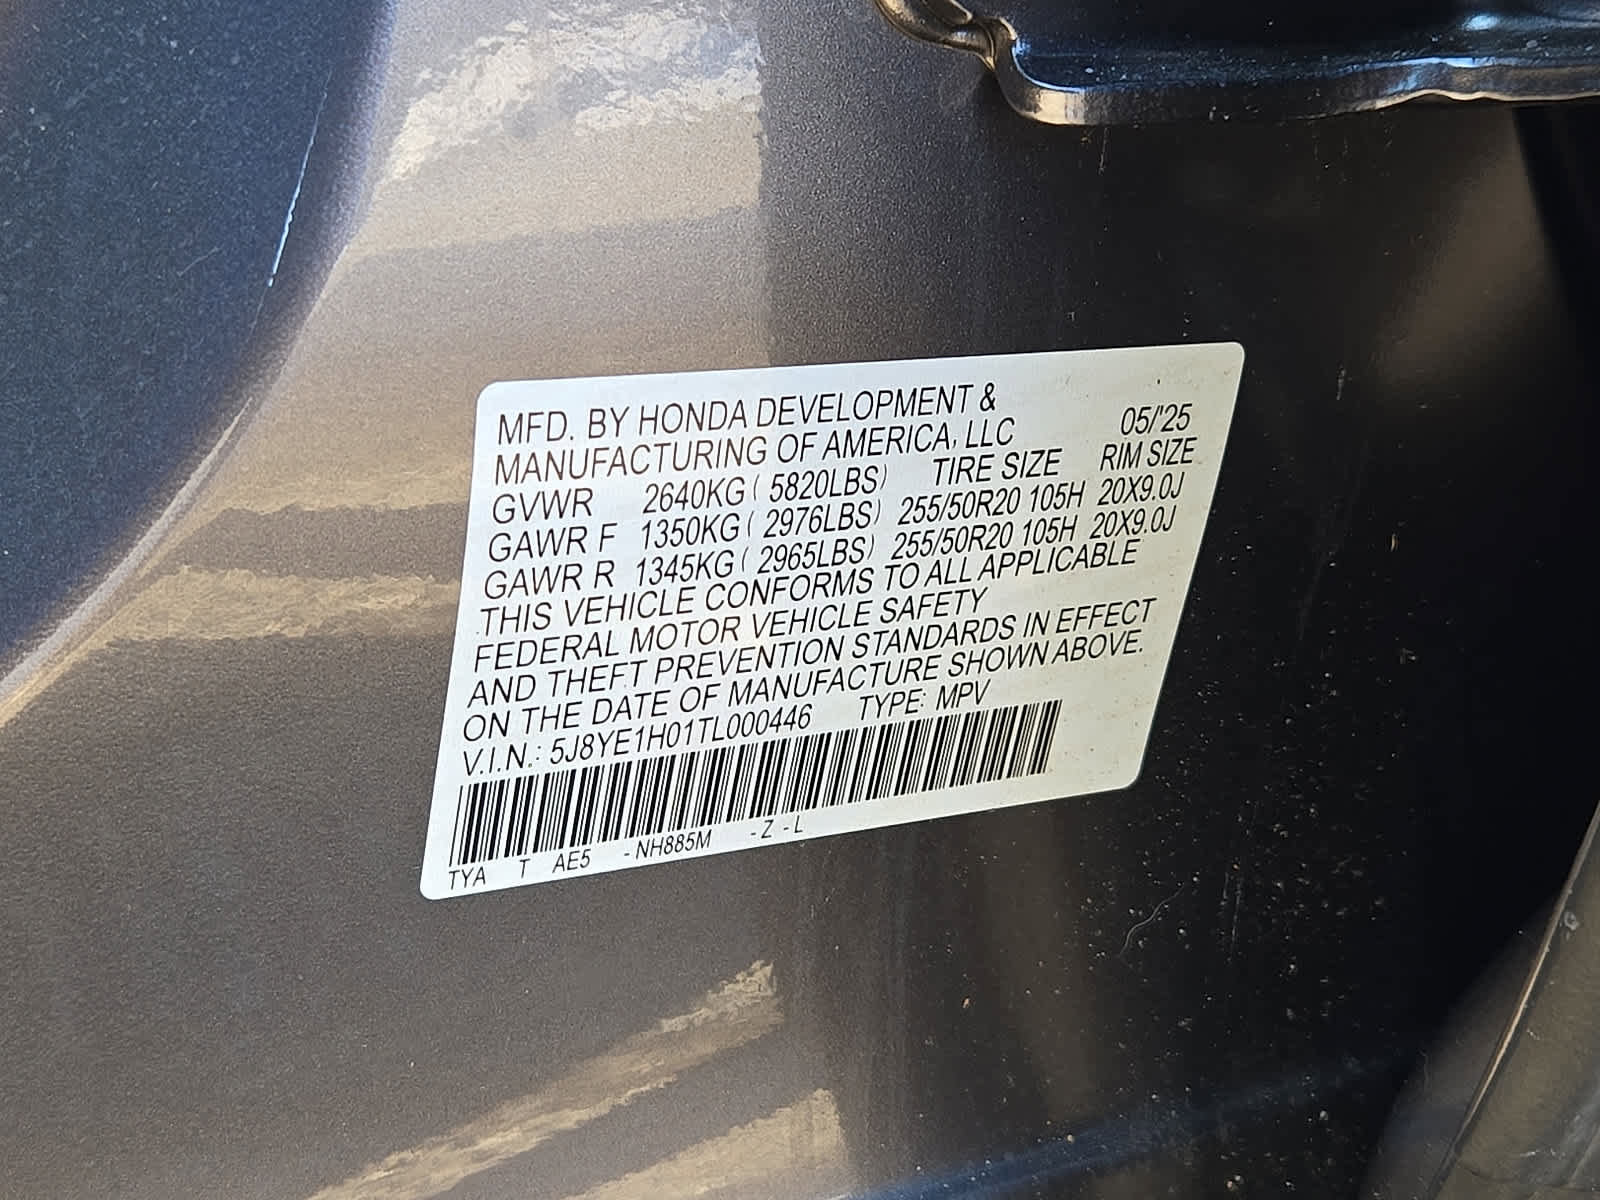 MFD. BY HONDA DEVELOPMENT &
MANUFACTURING OF AMERICA, LLC 05/'25
GVWR 2640KG ( 5820LBS) TIRE SIZE RIM SIZE
GAWR F 1350KG ( 2976LBS) 255/50R20 105H 20X9.0J
GAWR R 1345KG ( 2965LBS) 255/50R20 105H 20X9.0J
THIS VEHICLE CONFORMS TO ALL APPLICABLE
FEDERAL MOTOR VEHICLE SAFETY
AND THEFT PREVENTION STANDARDS IN EFFECT
ON THE DATE OF MANUFACTURE SHOWN ABOVE.
V.I.N.: 5J8YE1H01TL000446 TYPE: MPV
TYA T AE5 -NH885M -Z -L